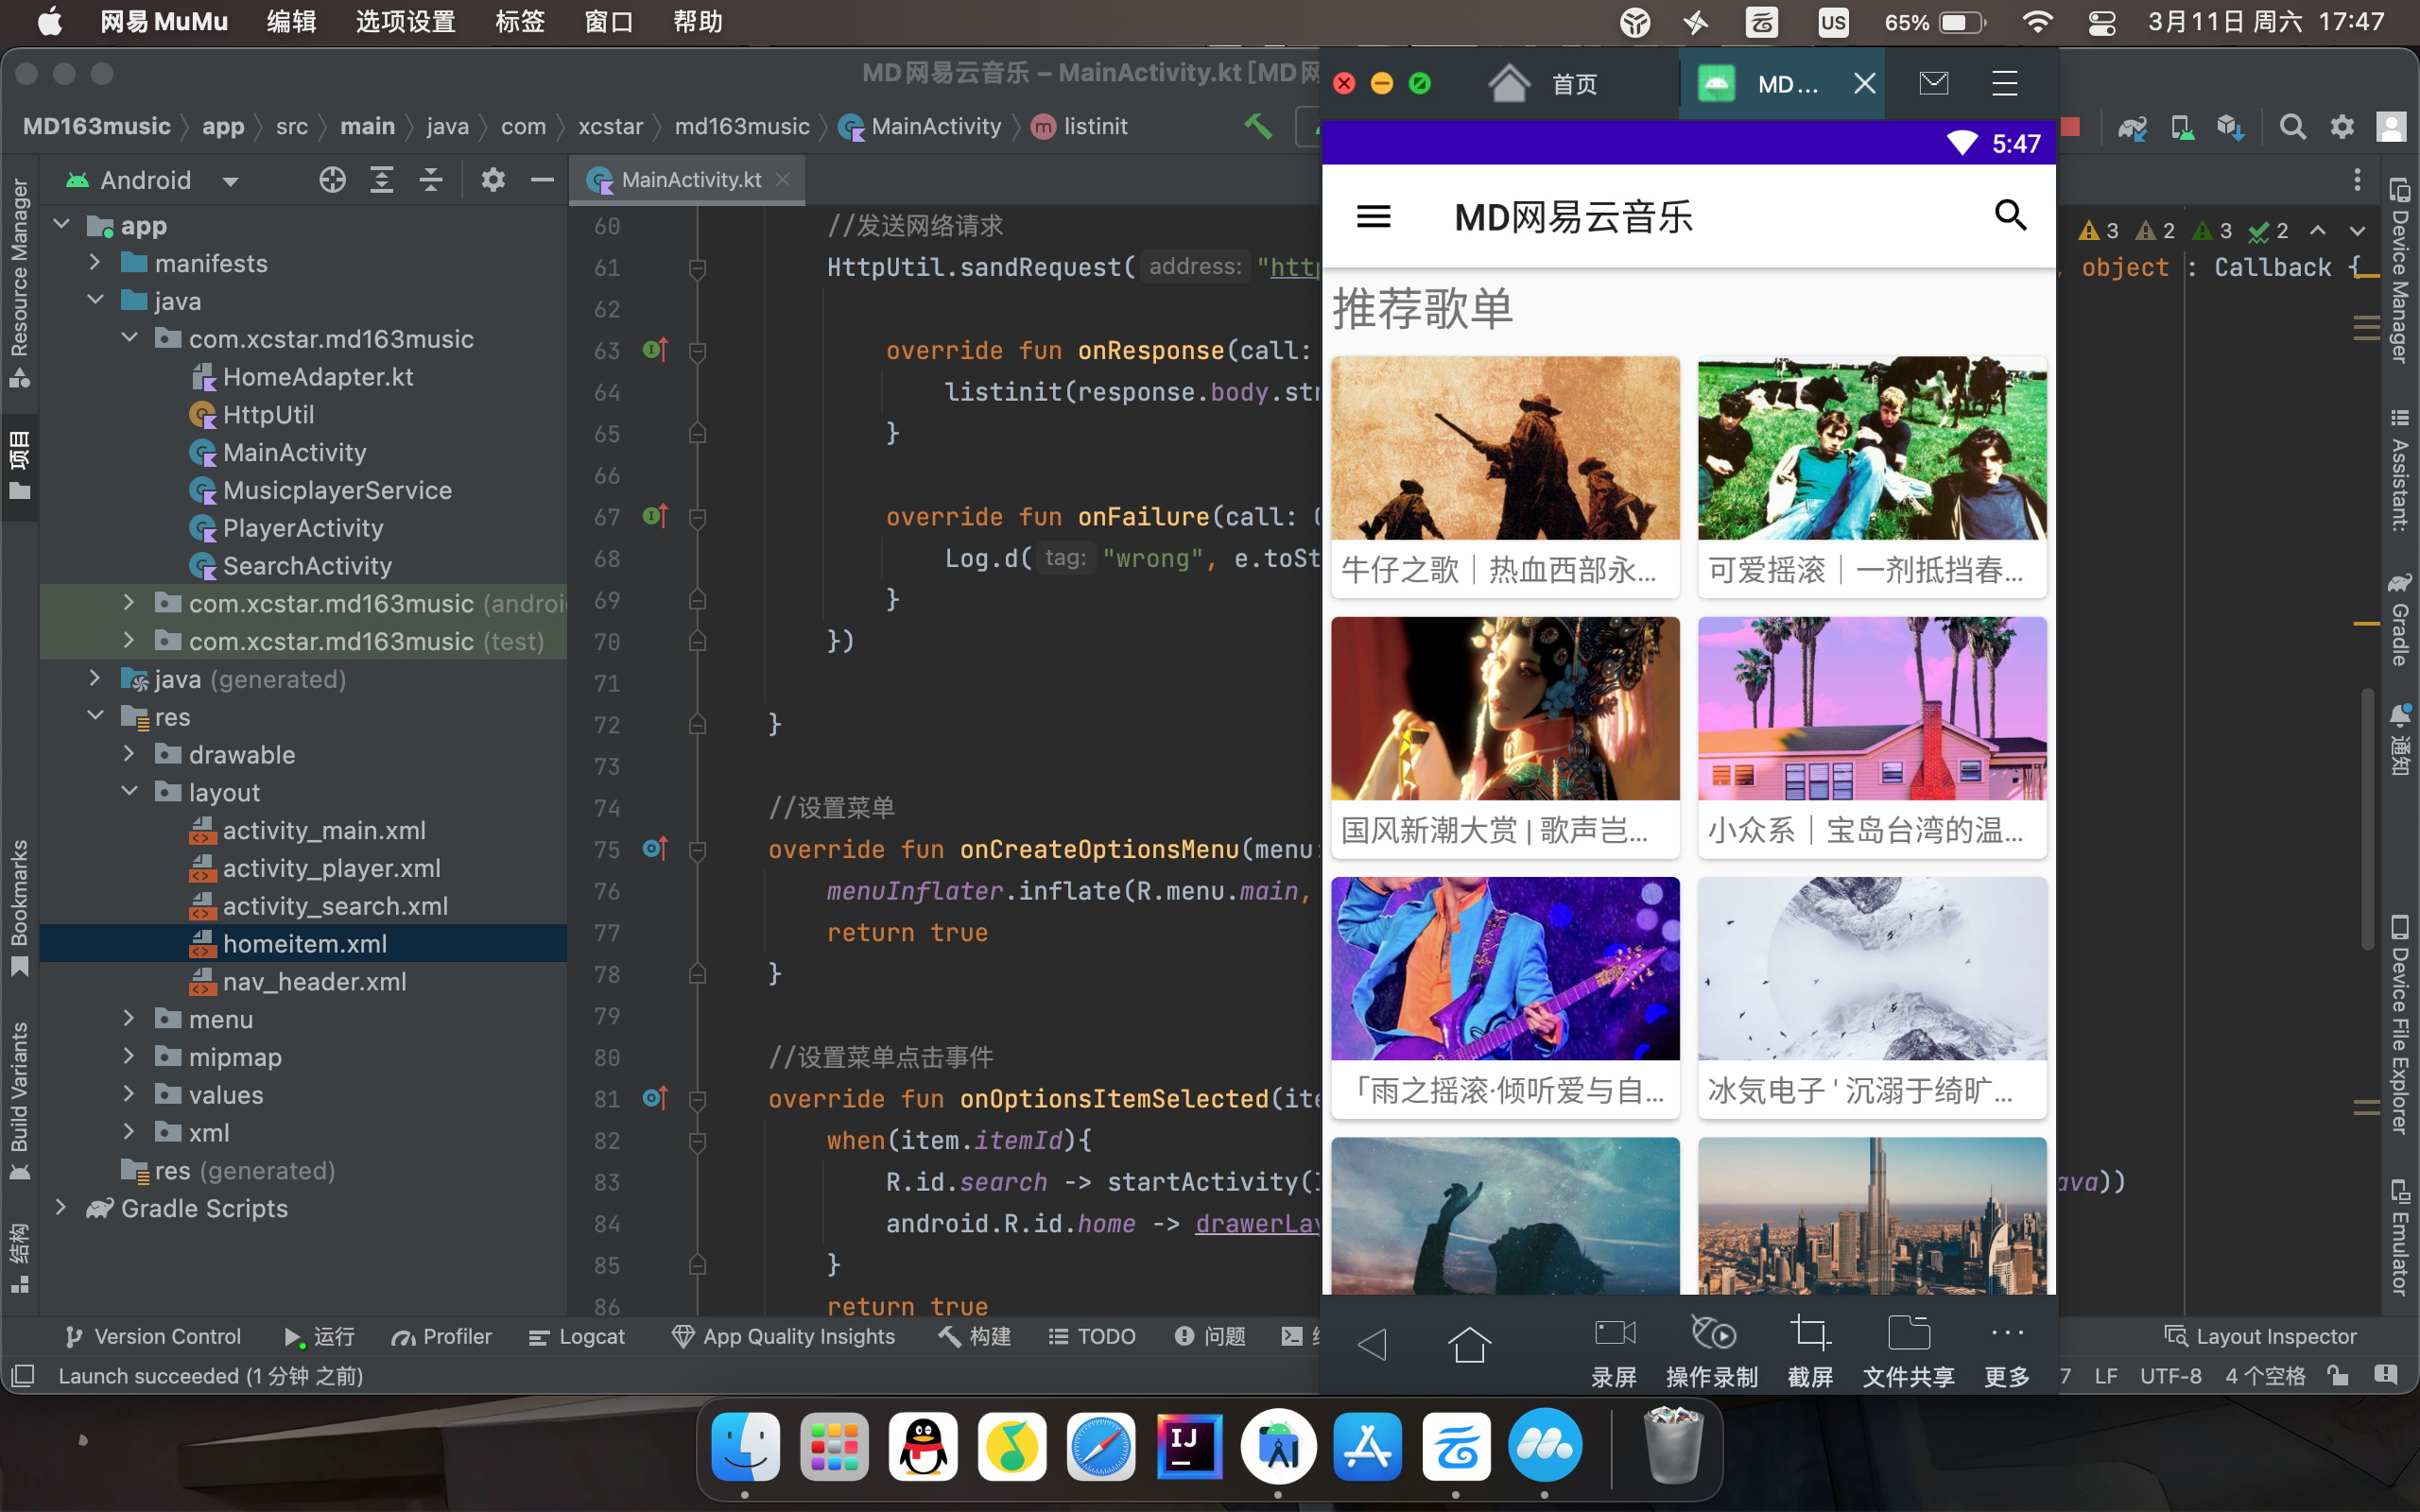 网易 MuMu 编辑 选项设置 标签 窗口 帮助
US 65% 3月11日 周六 17:47
MD网易云音乐 – MainActivity.kt [MD网
MD163music app src main java com xcstar md163music MainActivity listinit
Android
MainActivity.kt
app
manifests
java
com.xcstar.md163music
HomeAdapter.kt
HttpUtil
MainActivity
MusicplayerService
PlayerActivity
SearchActivity
com.xcstar.md163music (androi
com.xcstar.md163music (test)
java (generated)
res
drawable
layout
activity_main.xml
activity_player.xml
activity_search.xml
homeitem.xml
nav_header.xml
menu
mipmap
values
xml
res (generated)
Gradle Scripts
Resource Manager
项目
Bookmarks
Build Variants
结构
60 //发送网络请求
61 HttpUtil.sandRequest( address: "http , object : Callback {
62
63 override fun onResponse(call:
64 listinit(response.body.str
65 }
66
67 override fun onFailure(call: C
68 Log.d( tag: "wrong", e.toSt
69 }
70 })
71
72 }
73
74 //设置菜单
75 override fun onCreateOptionsMenu(menu:
76 menuInflater.inflate(R.menu.main,
77 return true
78 }
79
80 //设置菜单点击事件
81 override fun onOptionsItemSelected(ite
82 when(item.itemId){
83 R.id.search -> startActivity(I ava))
84 android.R.id.home -> drawerLay
85 }
86 return true
3 2 3 2
首页 MD...
5:47
MD网易云音乐
推荐歌单
牛仔之歌｜热血西部永...
可爱摇滚｜一剂抵挡春...
国风新潮大赏 | 歌声岂...
小众系｜宝岛台湾的温...
「雨之摇滚·倾听爱与自...
冰气电子 ' 沉溺于绮旷...
录屏 操作录制 截屏 文件共享 更多
Device Manager
Assistant:
Gradle
通知
Device File Explorer
Emulator
Version Control 运行 Profiler Logcat App Quality Insights 构建 TODO 问题 Layout Inspector
Launch succeeded (1 分钟 之前) 7 LF UTF-8 4 个空格
IJ